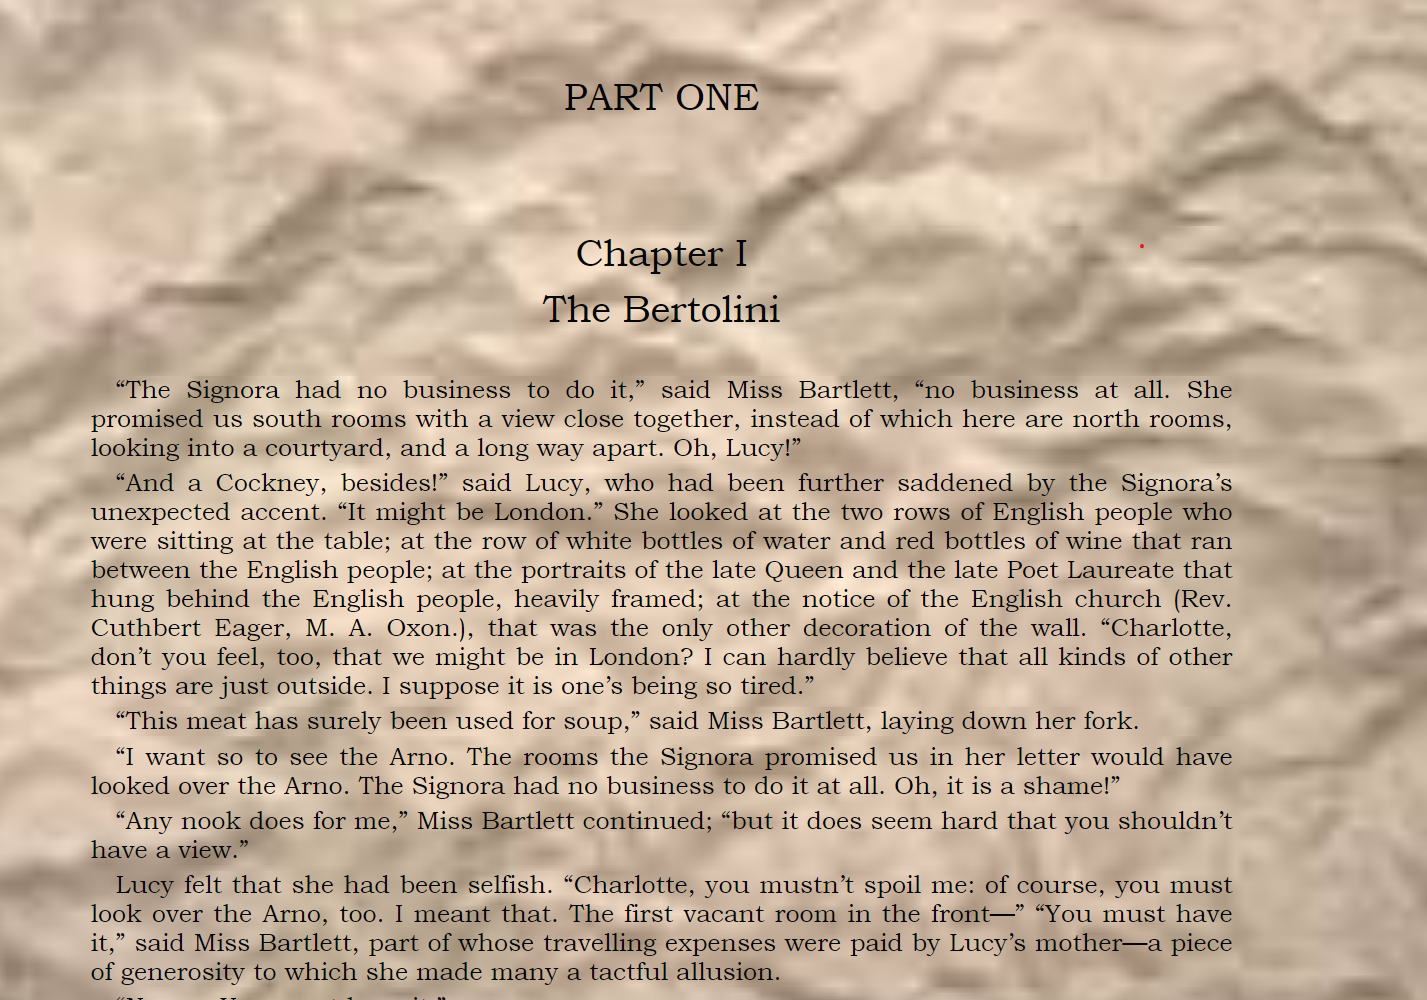 PART ONE
Chapter I
The Bertolini
“The Signora had no business to do it,” said Miss Bartlett, “no business at all. She
promised us south rooms with a view close together, instead of which here are north rooms,
looking into a courtyard, and a long way apart. Oh, Lucy!”
“And a Cockney, besides!” said Lucy, who had been further saddened by the Signora’s
unexpected accent. “It might be London.” She looked at the two rows of English people who
were sitting at the table; at the row of white bottles of water and red bottles of wine that ran
between the English people; at the portraits of the late Queen and the late Poet Laureate that
hung behind the English people, heavily framed; at the notice of the English church (Rev.
Cuthbert Eager, M. A. Oxon.), that was the only other decoration of the wall. “Charlotte,
don’t you feel, too, that we might be in London? I can hardly believe that all kinds of other
things are just outside. I suppose it is one’s being so tired.”
“This meat has surely been used for soup,” said Miss Bartlett, laying down her fork.
“I want so to see the Arno. The rooms the Signora promised us in her letter would have
looked over the Arno. The Signora had no business to do it at all. Oh, it is a shame!”
“Any nook does for me,” Miss Bartlett continued; “but it does seem hard that you shouldn’t
have a view.”
Lucy felt that she had been selfish. “Charlotte, you mustn’t spoil me: of course, you must
look over the Arno, too. I meant that. The first vacant room in the front—” “You must have
it,” said Miss Bartlett, part of whose travelling expenses were paid by Lucy’s mother—a piece
of generosity to which she made many a tactful allusion.